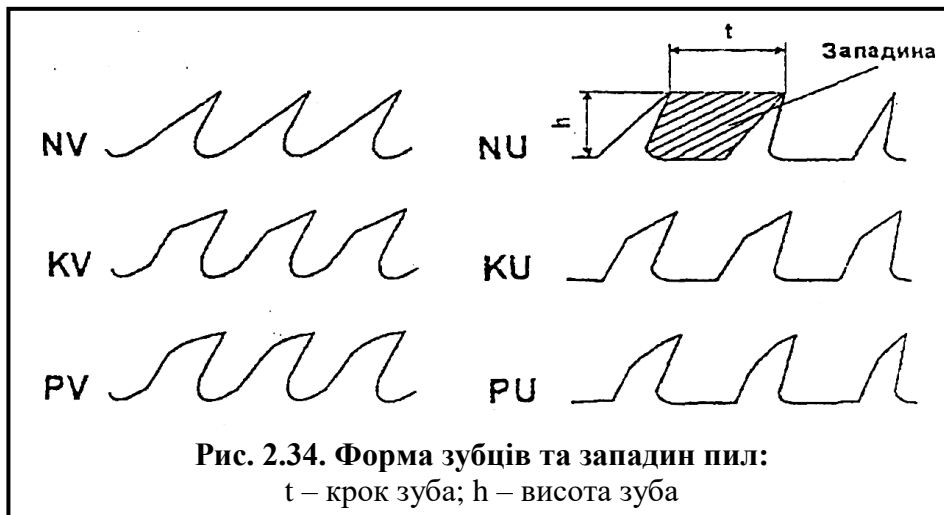 t
Западина
h
NV
NU
KV
KU
PV
PU
Рис. 2.34. Форма зубців та западин пил:
t – крок зуба; h – висота зуба